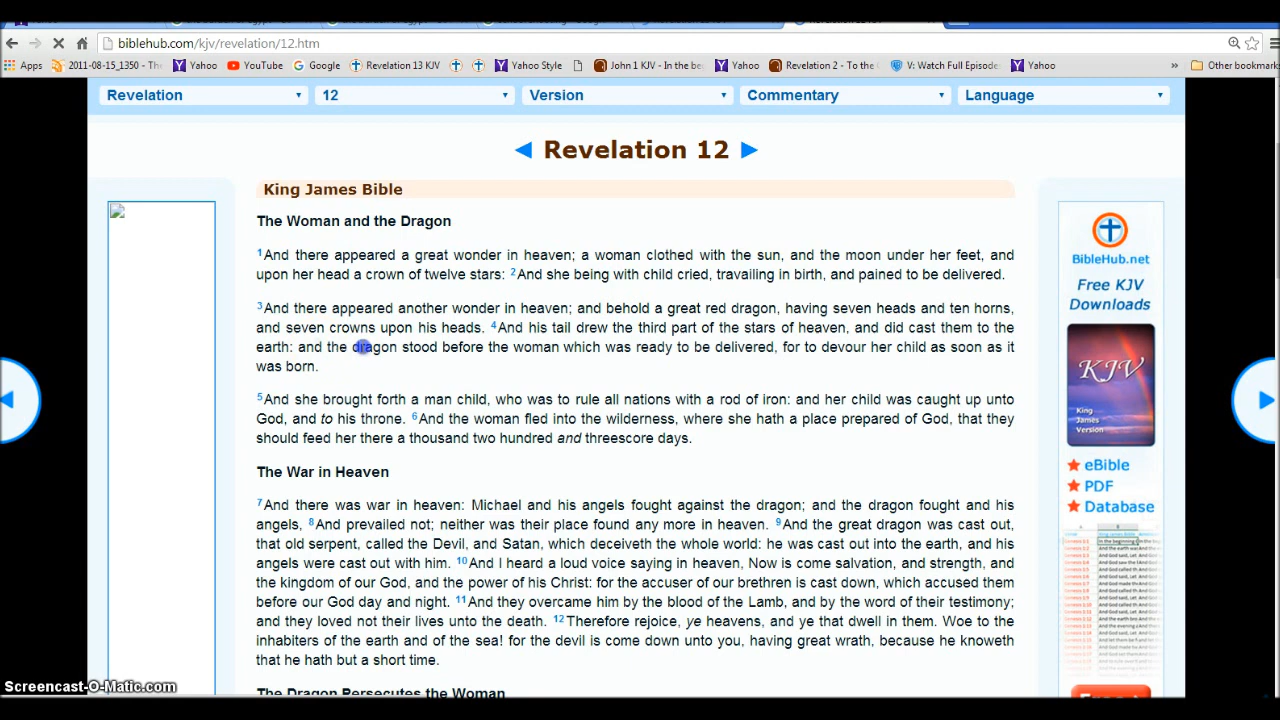 biblehub.com/kjv/revelation/12.htm
Apps 2011-08-15_1350 - The Yahoo YouTube Google Revelation 13 KJV Yahoo Style John 1 KJV - In the be Yahoo Revelation 2 - To the V: Watch Full Episode Yahoo » Other bookmark
Revelation 12 Version Commentary Language
Revelation 12
King James Bible
The Woman and the Dragon
1And there appeared a great wonder in heaven; a woman clothed with the sun, and the moon under her feet, and
upon her head a crown of twelve stars: 2And she being with child cried, travailing in birth, and pained to be delivered.
3And there appeared another wonder in heaven; and behold a great red dragon, having seven heads and ten horns,
and seven crowns upon his heads. 4And his tail drew the third part of the stars of heaven, and did cast them to the
earth: and the dragon stood before the woman which was ready to be delivered, for to devour her child as soon as it
was born.
5And she brought forth a man child, who was to rule all nations with a rod of iron: and her child was caught up unto
God, and to his throne. 6And the woman fled into the wilderness, where she hath a place prepared of God, that they
should feed her there a thousand two hundred and threescore days.
The War in Heaven
7And there was war in heaven: Michael and his angels fought against the dragon; and the dragon fought and his
angels, 8And prevailed not; neither was their place found any more in heaven. 9And the great dragon was cast out,
that old serpent, called the Devil, and Satan, which deceiveth the whole world: he was cast out into the earth, and his
angels were cast out with him. 10And I heard a loud voice saying in heaven, Now is come salvation, and strength, and
the kingdom of our God, and the power of his Christ: for the accuser of our brethren is cast down, which accused them
before our God day and night. 11And they overcame him by the blood of the Lamb, and by the word of their testimony;
and they loved not their lives unto the death. 12Therefore rejoice, ye heavens, and ye that dwell in them. Woe to the
inhabiters of the earth and of the sea! for the devil is come down unto you, having great wrath, because he knoweth
that he hath but a short time.
The Dragon Persecutes the Woman
BibleHub.net
Free KJV
Downloads
KJV
King
James
Version
eBible
PDF
Database
Screencast-O-Matic.com